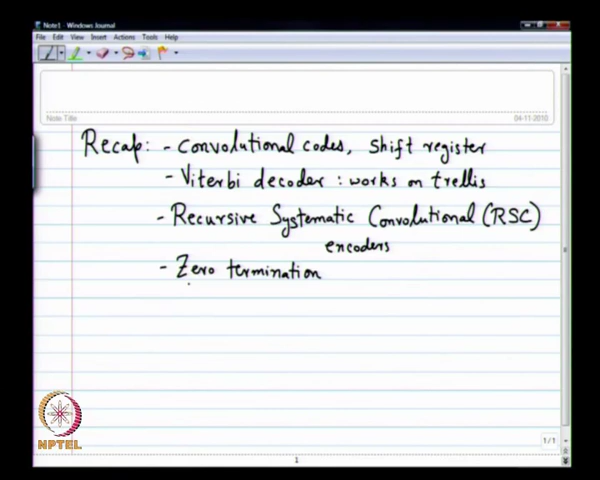 Note1 - Windows Journal
File Edit View Insert Actions Tools Help
Note Title
04-11-2010
Recap: - Convolutional codes, Shift register
- Viterbi decoder : works on trellis
- Recursive Systematic Convolutional (RSC)
encoders
- Zero termination
NPTEL
1/1
1